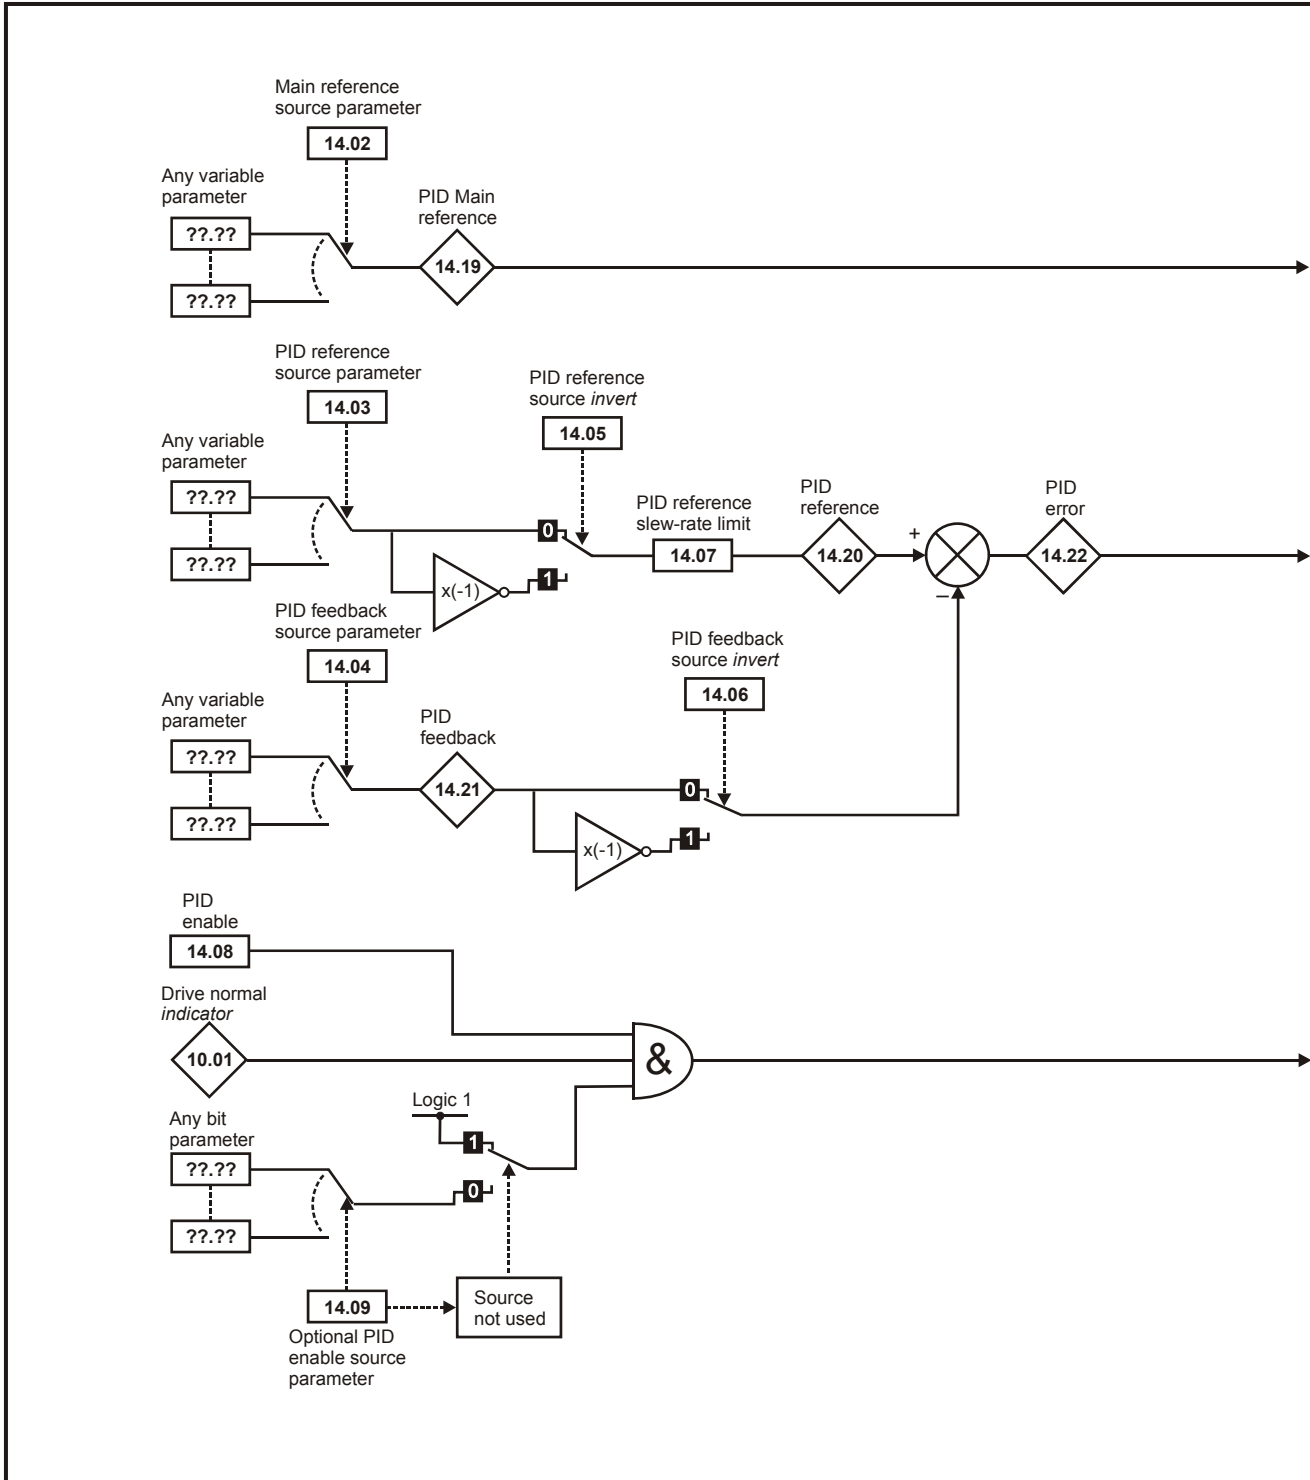 Main reference
source parameter
14.02
Any variable
parameter
??.??
??.??
PID Main
reference
14.19
PID reference
source parameter
14.03
Any variable
parameter
??.??
??.??
x(-1)
PID reference
source invert
14.05
0
1
PID reference
slew-rate limit
14.07
PID
reference
14.20
+
–
PID
error
14.22
PID feedback
source parameter
14.04
Any variable
parameter
??.??
??.??
PID
feedback
14.21
x(-1)
PID feedback
source invert
14.06
0
1
PID
enable
14.08
Drive normal
indicator
10.01
&
Logic 1
1
0
Any bit
parameter
??.??
??.??
14.09
Optional PID
enable source
parameter
Source
not used